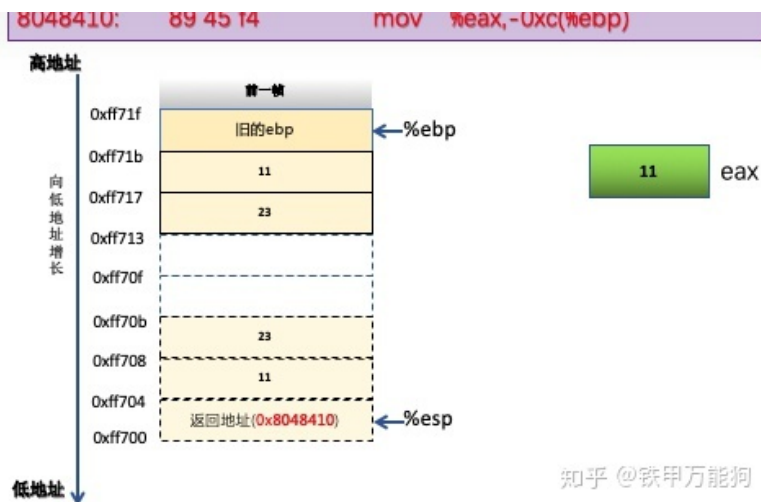 8048410: 89 45 f4 mov %eax,-0xc(%ebp)
高地址
前一帧
0xff71f
旧的ebp
%ebp
0xff71b
11
11
eax
向低地址增长
0xff717
23
0xff713
0xff70f
0xff70b
23
0xff708
11
0xff704
返回地址(0x8048410)
%esp
0xff700
低地址
知乎 @铁甲万能狗